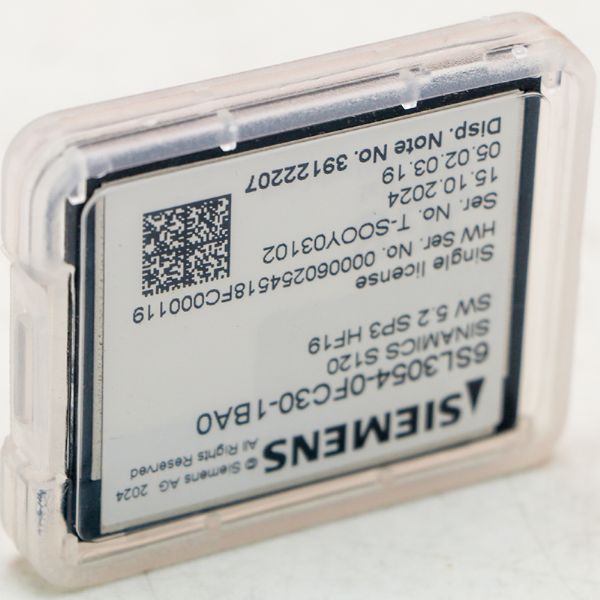 © Siemens AG 2024
All Rights Reserved
SIEMENS
6SL3054-0FC30-1BA0
SINAMICS S120
SW 5.2 SP3 HF19
Single license
HW Ser. No. 000060254518FC000119
Ser. No. T-SOOY03102
15.10.2024
05.02.03.19
Disp. Note No. 39122207